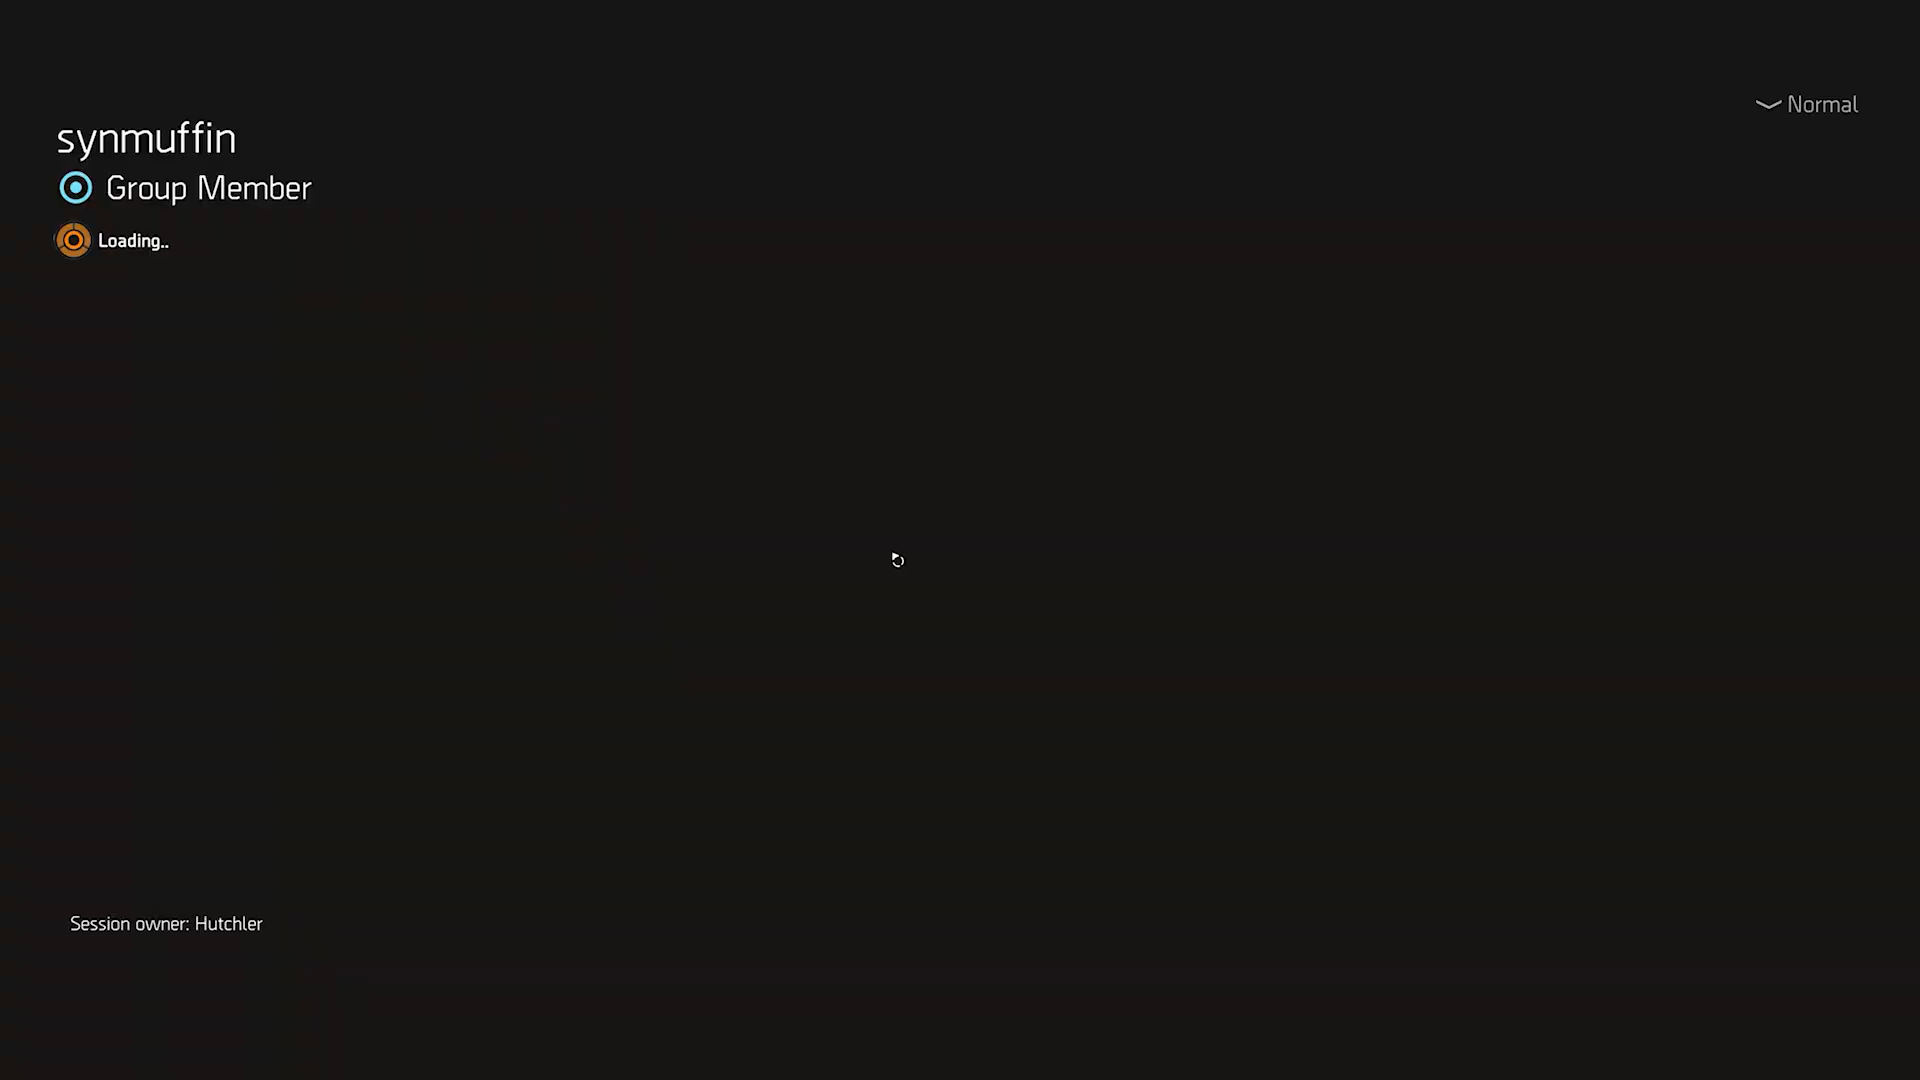 Normal
synmuffin
Group Member
Loading..
Session owner: Hutchler